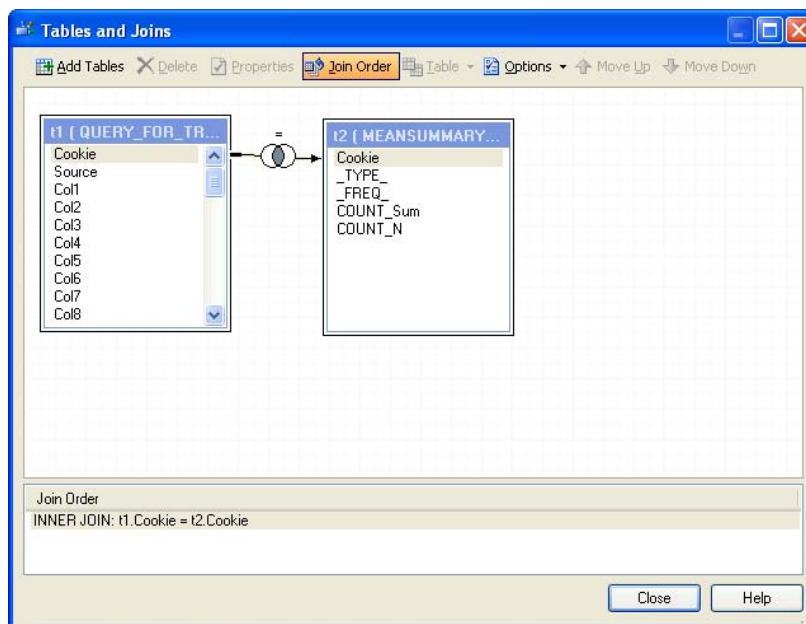 Tables and Joins
Add Tables Delete Properties Join Order Table Options Move Up Move Down
t1 ( QUERY_FOR_TR...
Cookie
Source
Col1
Col2
Col3
Col4
Col5
Col6
Col7
Col8
=
t2 ( MEANSUMMARY...
Cookie
_TYPE_
_FREQ_
COUNT_Sum
COUNT_N
Join Order
INNER JOIN: t1.Cookie = t2.Cookie
Close Help